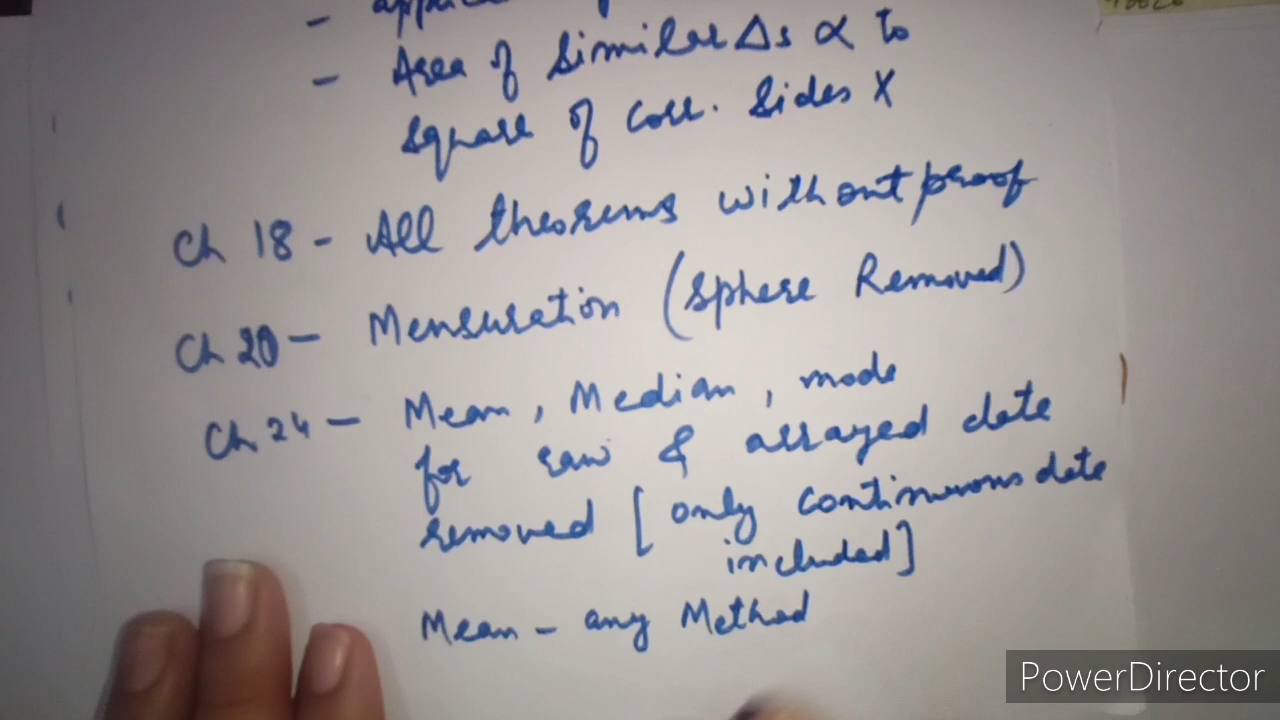 - Area of Similar Δs ∝ to
Square of Corr. Sides X
Ch 18 - All theorems without proof
Ch 20 - Mensuration (Sphere Removed)
Ch 24 - Mean, Median, mode
for raw & arrayed data
removed [only continuous data
included]
Mean - any Method
PowerDirector